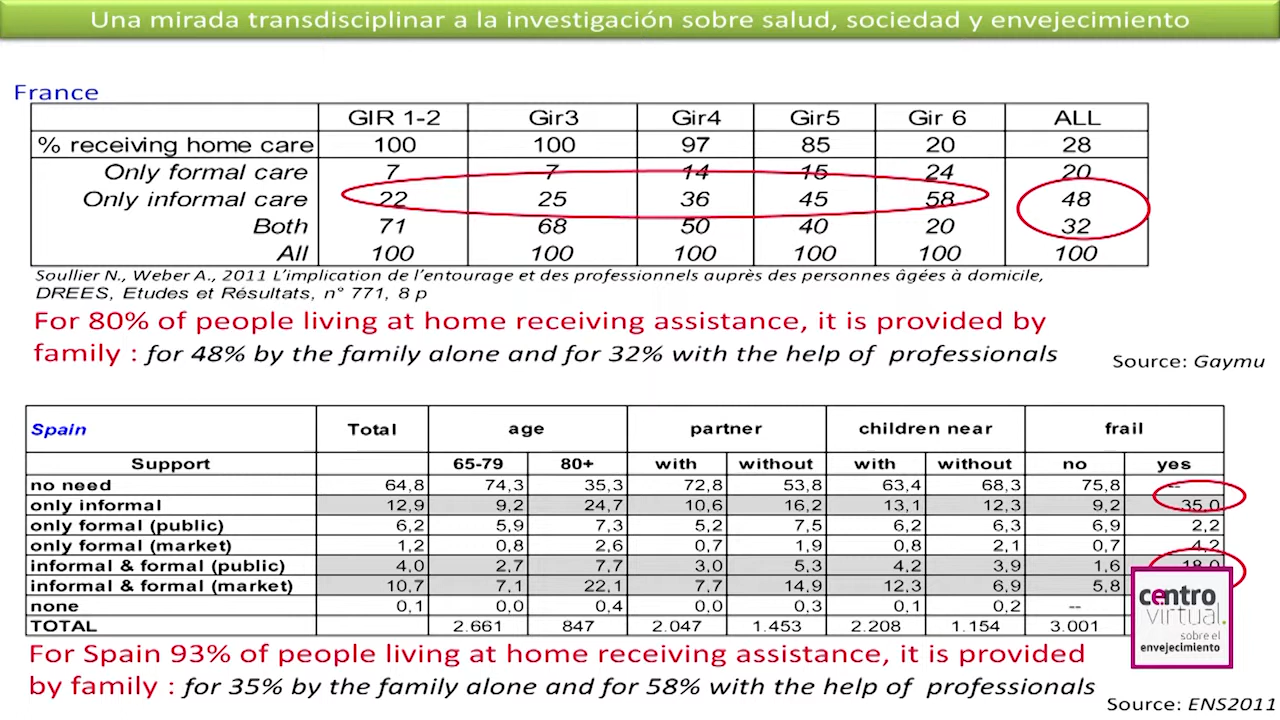 Una mirada transdisciplinar a la investigación sobre salud, sociedad y envejecimiento
France
GIR 1-2 Gir3 Gir4 Gir5 Gir 6 ALL
% receiving home care 100 100 97 85 20 28
Only formal care 7 7 14 15 24 20
Only informal care 22 25 36 45 58 48
Both 71 68 50 40 20 32
All 100 100 100 100 100 100
Soullier N., Weber A., 2011 L'implication de l'entourage et des professionnels auprès des personnes âgées à domicile,
DREES, Etudes et Résultats, n° 771, 8 p
For 80% of people living at home receiving assistance, it is provided by
family : for 48% by the family alone and for 32% with the help of professionals
Source: Gaymu
Spain Total age partner children near frail
Support 65-79 80+ with without with without no yes
no need 64,8 74,3 35,3 72,8 53,8 63,4 68,3 75,8 --
only informal 12,9 9,2 24,7 10,6 16,2 13,1 12,3 9,2 35,0
only formal (public) 6,2 5,9 7,3 5,2 7,5 6,2 6,3 6,9 2,2
only formal (market) 1,2 0,8 2,6 0,7 1,9 0,8 2,1 0,7 4,2
informal & formal (public) 4,0 2,7 7,7 3,0 5,3 4,2 3,9 1,6 18,0
informal & formal (market) 10,7 7,1 22,1 7,7 14,9 12,3 6,9 5,8
none 0,1 0,0 0,4 0,0 0,3 0,1 0,2 --
TOTAL 2.661 847 2.047 1.453 2.208 1.154 3.001
centro
virtual.
sobre el
envejecimiento
For Spain 93% of people living at home receiving assistance, it is provided
by family : for 35% by the family alone and for 58% with the help of professionals
Source: ENS2011